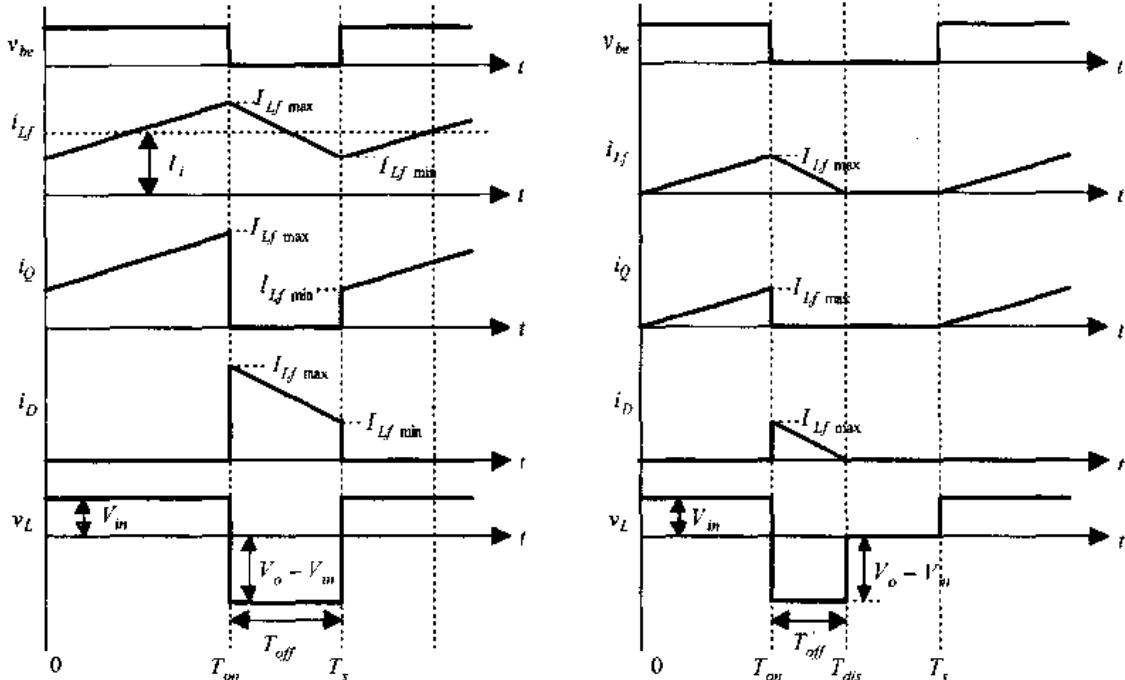 v_be t
i_Lf I_Lf max I_i I_Lf min t
i_Q I_Lf max I_Lf min t
i_D I_Lf max I_Lf min t
v_L V_in t
V_o – V_in
T_off
0 T_on T_s
v_be t
i_Lf I_Lf max t
i_Q I_Lf max t
i_D I_Lf max t
v_L V_in t
V_o – V_in
T'_off
0 T_on T_dis T_s